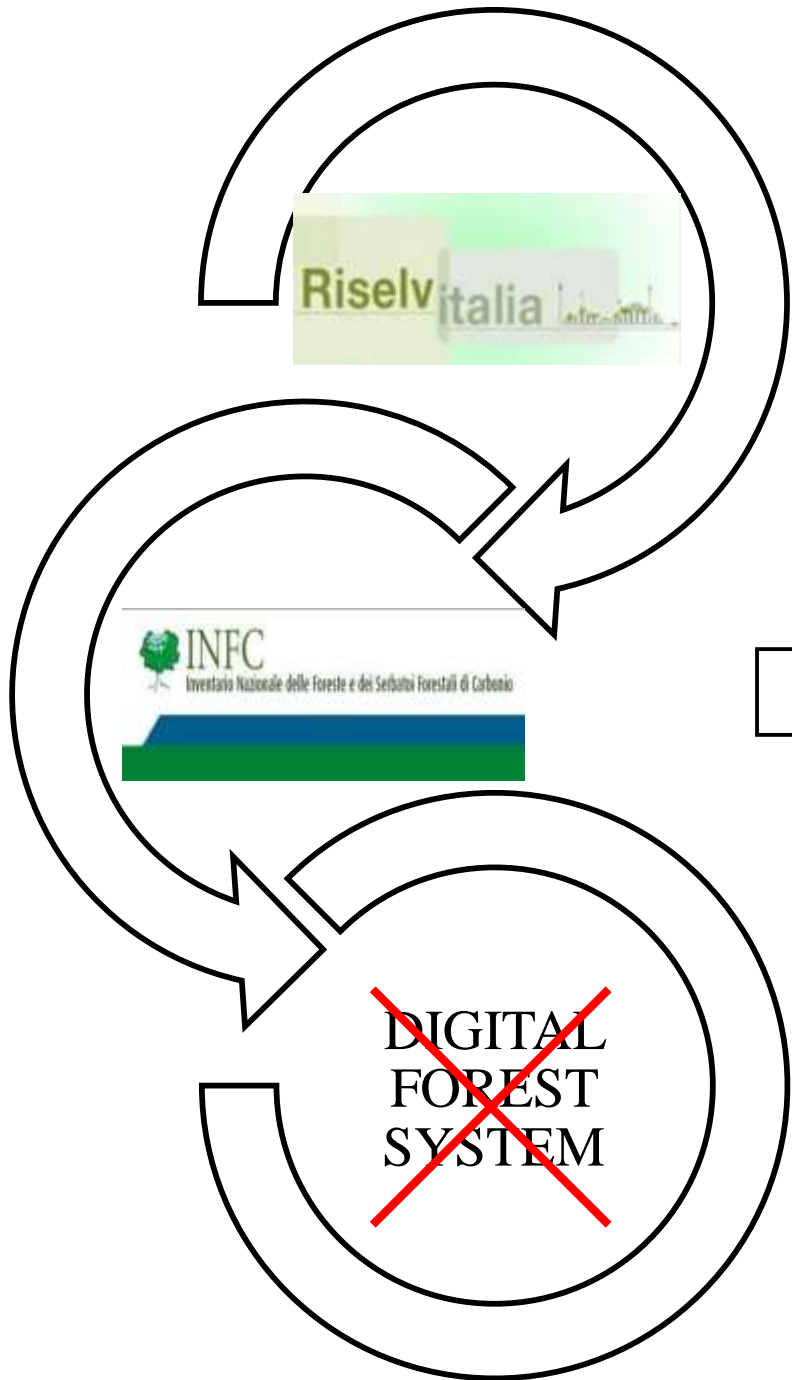 Riselvitalia
INFC
Inventario Nazionale delle Foreste e dei Serbatoi Forestali di Carbonio
DIGITAL
FOREST
SYSTEM